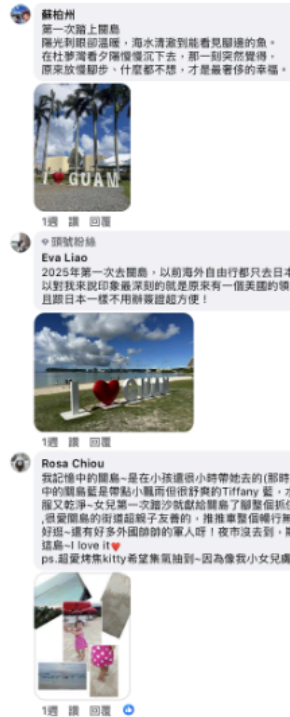 蘇柏州
第一次踏上關島
陽光刺眼卻溫暖，海水清澈到能看見腳邊的魚。
在杜夢灣看夕陽慢慢沉下去，那一刻突然覺得，
原來放慢腳步、什麼都不想，才是最奢侈的幸福。
I ❤ GUAM
1週 讚 回覆
頭號粉絲
Eva Liao
2025年第一次去關島，以前海外自由行都只去日本
以對我來說印象最深刻的就是原來有一個美國的領
且跟日本一樣不用辦簽證超方便！
I ❤ GUAM
1週 讚 回覆
Rosa Chiou
我記憶中的關島~是在小孩還很小時帶她去的(那時
中的關島藍是帶點小飄雨但很舒爽的Tiffany 藍，水
服又乾淨~女兒第一次踏沙就獻給關島了腳整個抓
,很愛關島的街道超親子友善的，推推車整個暢行無
好逛~還有好多外國帥帥的軍人呀！夜市沒去到，
這島~I love it❤
ps.超愛烤焦kitty希望集氣抽到~因為像我小女兒膚
1週 讚 回覆